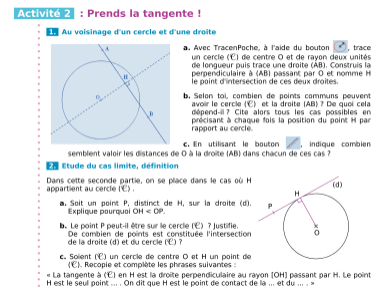 Activité 2 : Prends la tangente !
1. Au voisinage d'un cercle et d'une droite
a. Avec TracenPoche, à l'aide du bouton , trace
un cercle (C) de centre O et de rayon deux unités
de longueur puis trace une droite (AB). Construis la
perpendiculaire à (AB) passant par O et nomme H
le point d'intersection de ces deux droites.
A
H
O
B
b. Selon toi, combien de points communs peuvent
avoir le cercle (C) et la droite (AB) ? De quoi cela
dépend-il ? Cite alors tous les cas possibles en
précisant à chaque fois la position du point H par
rapport au cercle.
c. En utilisant le bouton , indique combien
semblent valoir les distances de O à la droite (AB) dans chacun de ces cas ?
2. Etude du cas limite, définition
Dans cette seconde partie, on se place dans le cas où H
appartient au cercle (C).
a. Soit un point P, distinct de H, sur la droite (d).
Explique pourquoi OH < OP.
b. Le point P peut-il être sur le cercle (C) ? Justifie.
De combien de points est constituée l'intersection
de la droite (d) et du cercle (C) ?
c. Soient (C) un cercle de centre O et H un point de
(C). Recopie et complète les phrases suivantes :
(d)
H
P
O
« La tangente à (C) en H est la droite perpendiculaire au rayon [OH] passant par H. Le point
H est le seul point ... . On dit que H est le point de contact de la ... et du ... . »